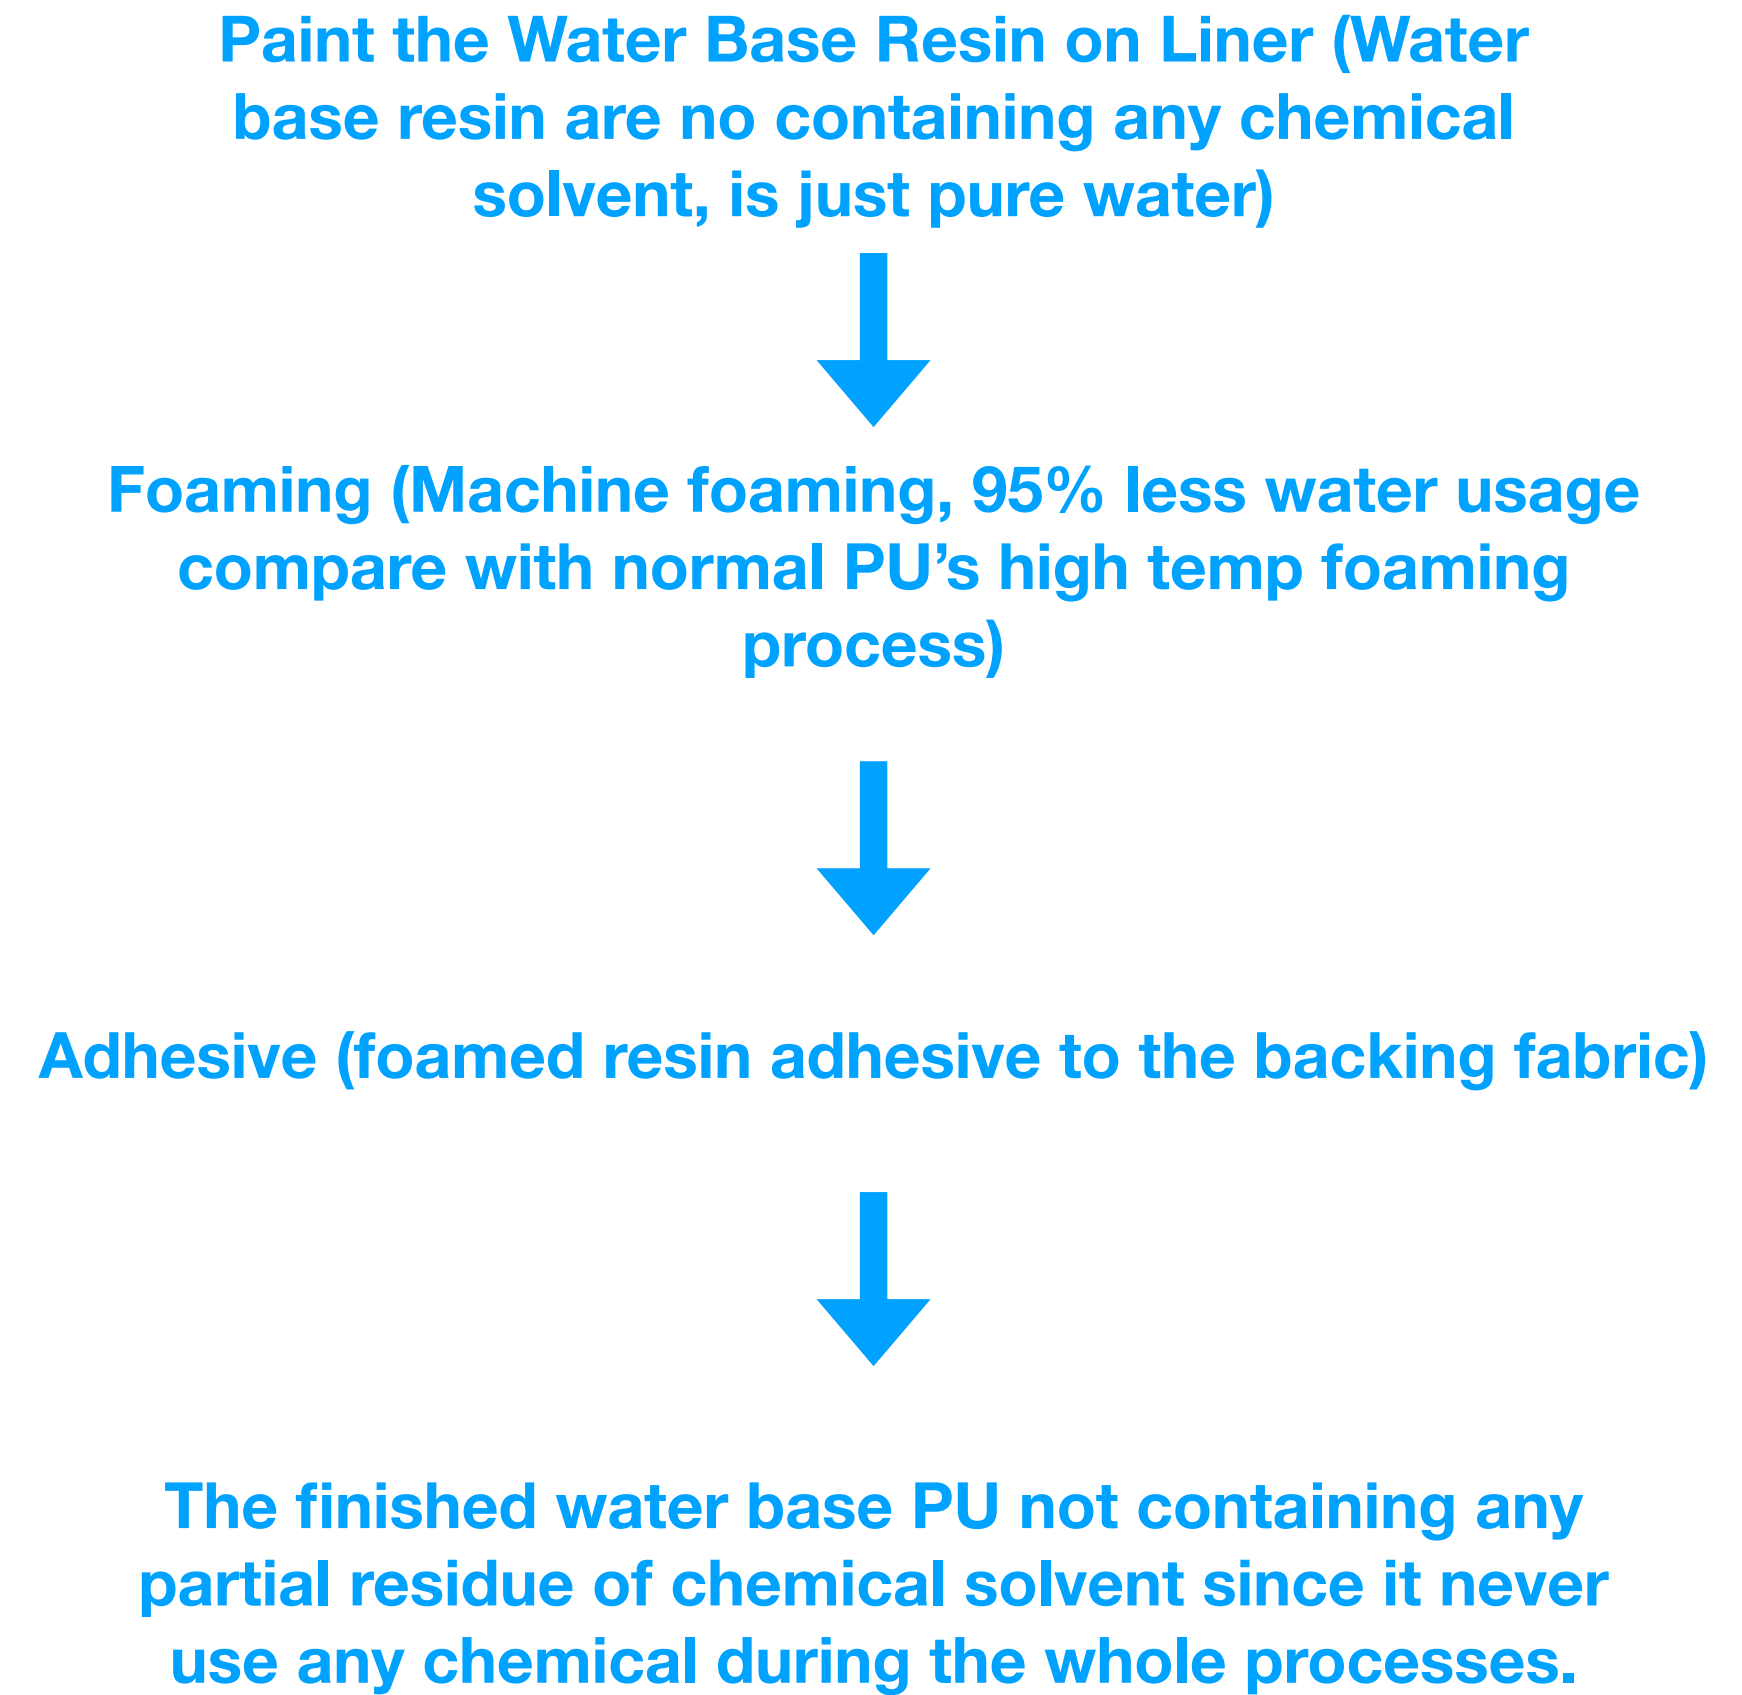 Paint the Water Base Resin on Liner (Water
base resin are no containing any chemical
solvent, is just pure water)
Foaming (Machine foaming, 95% less water usage
compare with normal PU’s high temp foaming
process)
Adhesive (foamed resin adhesive to the backing fabric)
The finished water base PU not containing any
partial residue of chemical solvent since it never
use any chemical during the whole processes.